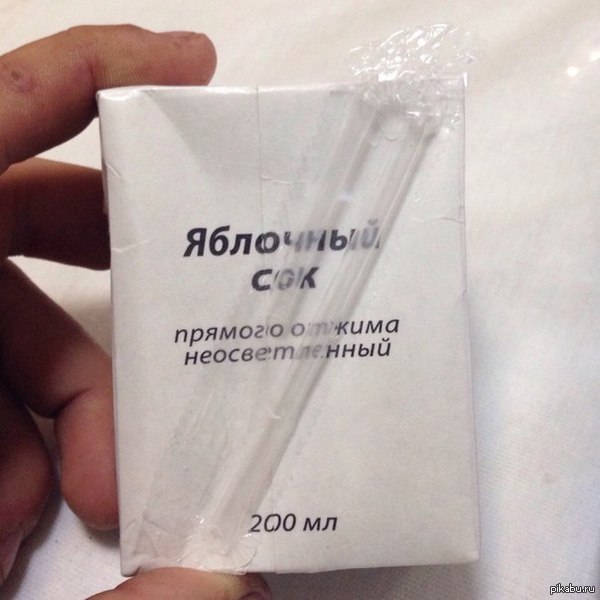 Яблочный
сок
прямого отжима
неосветленный
200 мл
pikabu.ru